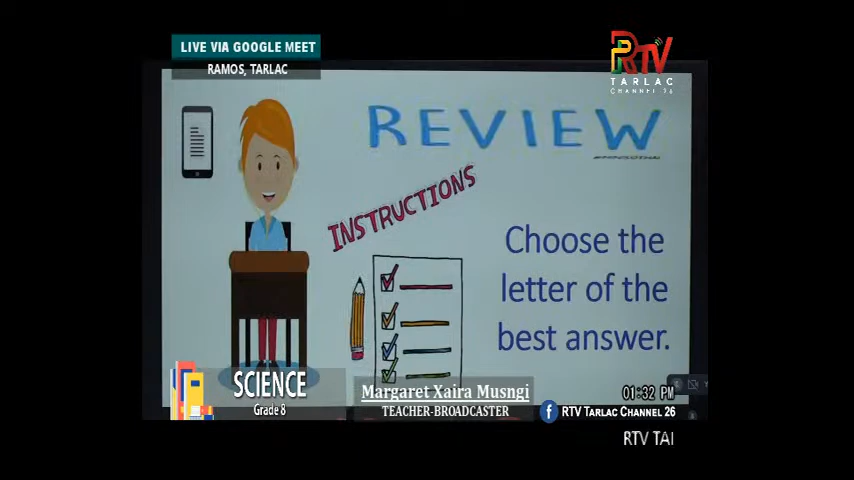 LIVE VIA GOOGLE MEET
RAMOS, TARLAC
RTV
TARLAC
CHANNEL 26
REVIEW
INSTRUCTIONS
Choose the
letter of the
best answer.
SCIENCE
Grade 8
Margaret Xaira Musngi
TEACHER-BROADCASTER
01:32 PM
RTV TARLAC CHANNEL 26
RTV TAI